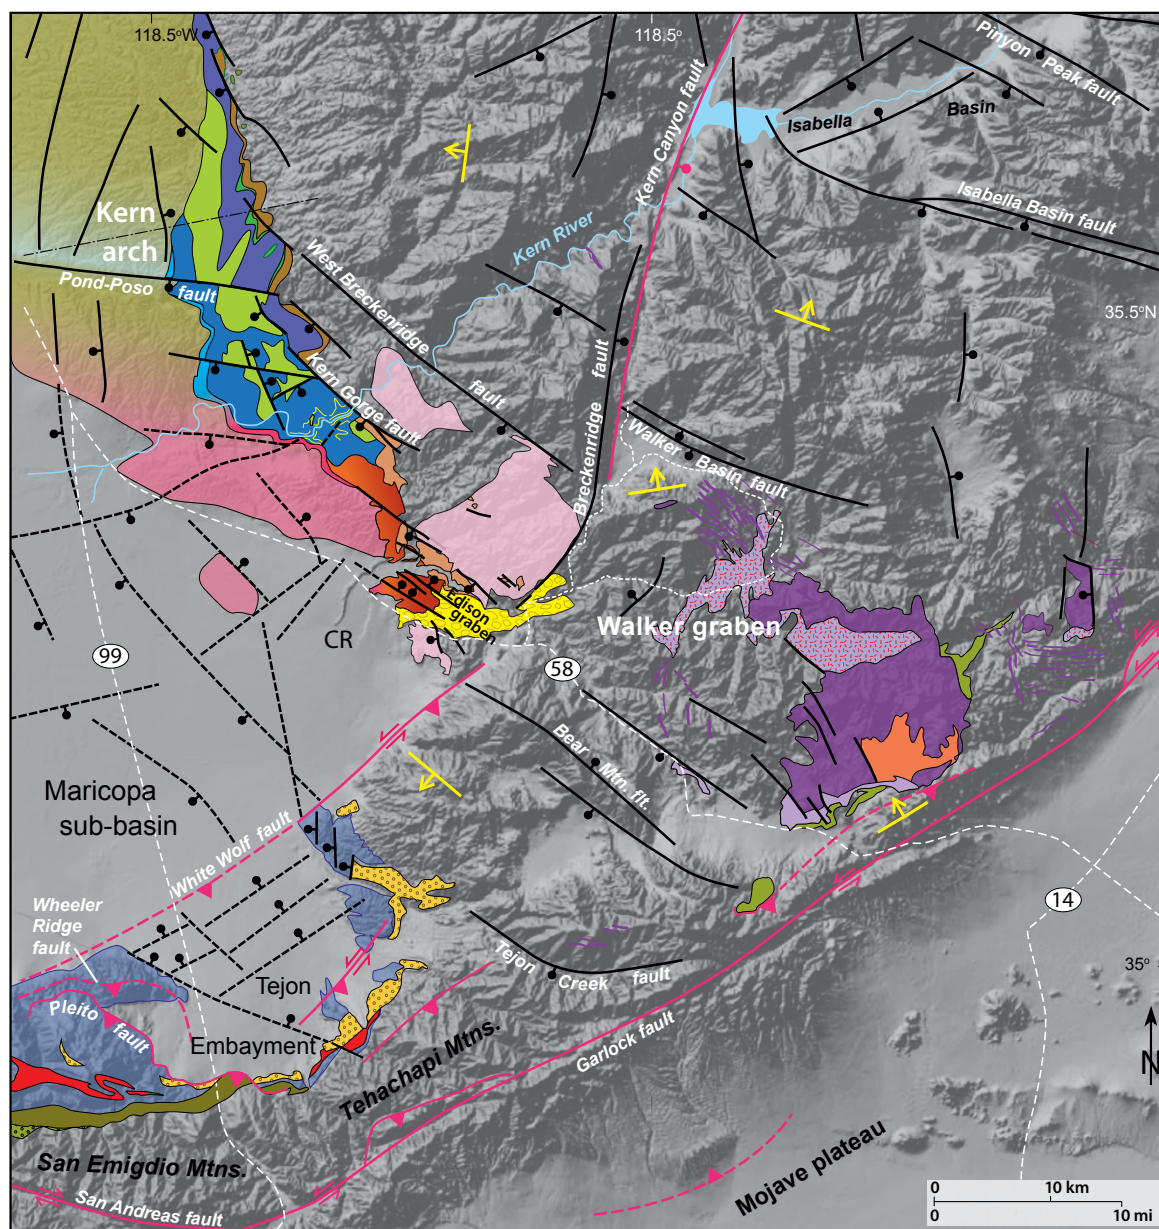 118.5°W
118.5°
Pinyon
Peak fault
Isabella
Basin
Kern Canyon fault
Isabella Basin fault
Kern
arch
Kern River
West Breckenridge
fault
Pond-Poso fault
35.5°N
Kern Gorge fault
Breckenridge fault
Walker
Basin fault
Edison
graben
CR
Walker graben
99
58
Bear
Mtn. flt.
Maricopa
sub-basin
White Wolf fault
Wheeler
Ridge
fault
14
Tejon
Creek fault
35°
Tejon
Embayment
Pleito
fault
Garlock fault
Tehachapi Mtns.
N
San Emigdio Mtns.
Mojave plateau
San Andreas fault
0 10 km
0 10 mi